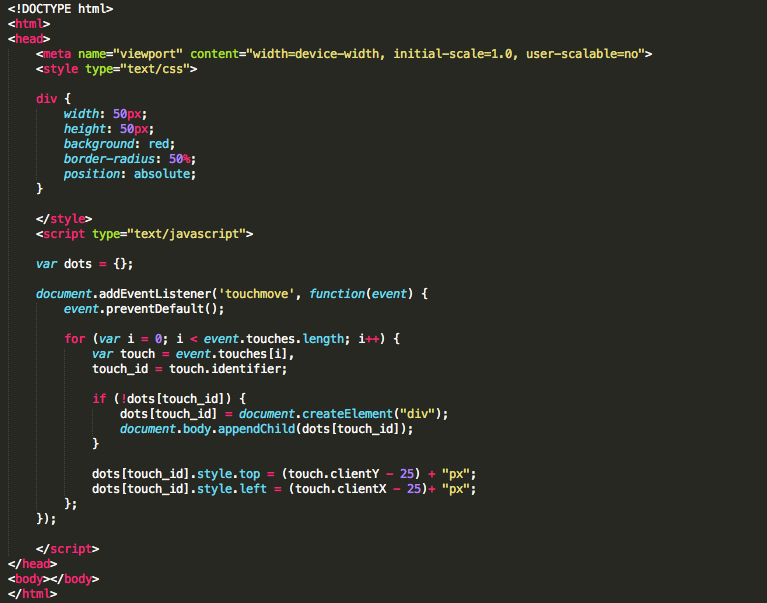 <!DOCTYPE html>
<html>
<head>
    <meta name="viewport" content="width=device-width, initial-scale=1.0, user-scalable=no">
    <style type="text/css">

    div {
        width: 50px;
        height: 50px;
        background: red;
        border-radius: 50%;
        position: absolute;
    }

    </style>
    <script type="text/javascript">

    var dots = {};

    document.addEventListener('touchmove', function(event) {
        event.preventDefault();

        for (var i = 0; i < event.touches.length; i++) {
            var touch = event.touches[i],
            touch_id = touch.identifier;

            if (!dots[touch_id]) {
                dots[touch_id] = document.createElement("div");
                document.body.appendChild(dots[touch_id]);
            }

            dots[touch_id].style.top = (touch.clientY - 25) + "px";
            dots[touch_id].style.left = (touch.clientX - 25)+ "px";
        };
    });

    </script>
</head>
<body></body>
</html>